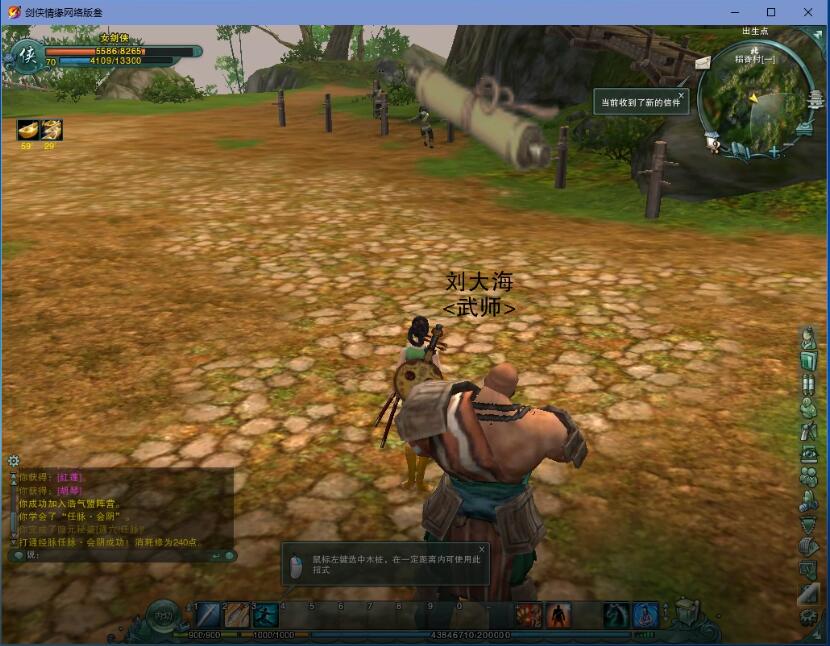 剑侠情缘网络版叁
女剑侠
侠
5586/8265
70
4109/13300
59
29
出生点
北
稻香村[一]
当前收到了新的信件
刘大海
<武师>
你获得：[红莲]
你获得：[胡琴]
你成功加入浩气盟阵营。
你学会了“任脉·会阴”
打通经脉任脉·会阴成功！消耗修为240点。
说：
鼠标左键选中木桩，在一定距离内可使用此
招式
1 2 3 4 5 6 7 8 9 0 -
900/900
1000/1000
43846710/200000